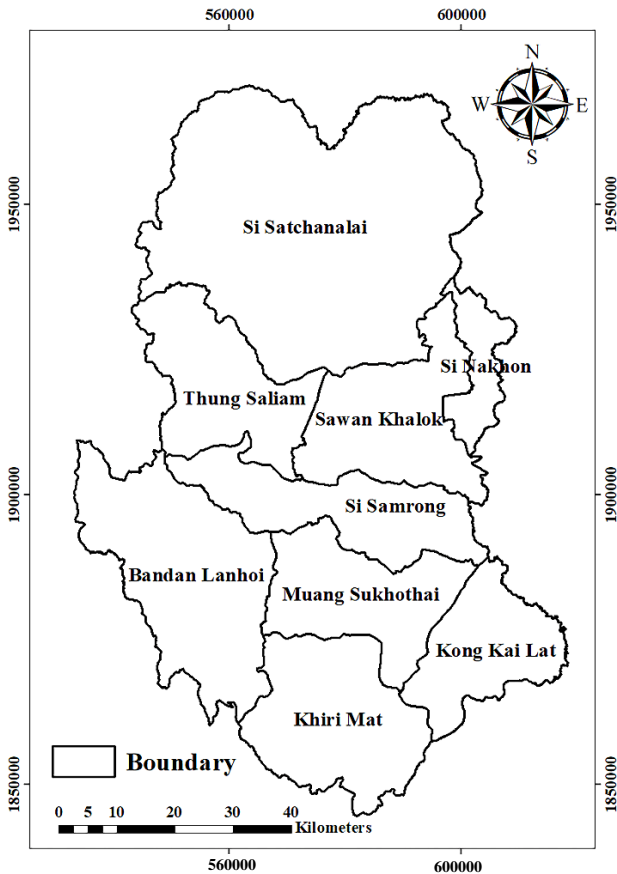 560000 600000
N
W E
S
1950000 1950000
Si Satchanalai
Si Nakhon
Thung Saliam
Sawan Khalok
1900000 1900000
Si Samrong
Bandan Lanhoi
Muang Sukhothai
Kong Kai Lat
Khiri Mat
Boundary
1850000 1850000
0 5 10 20 30 40
Kilometers
560000 600000